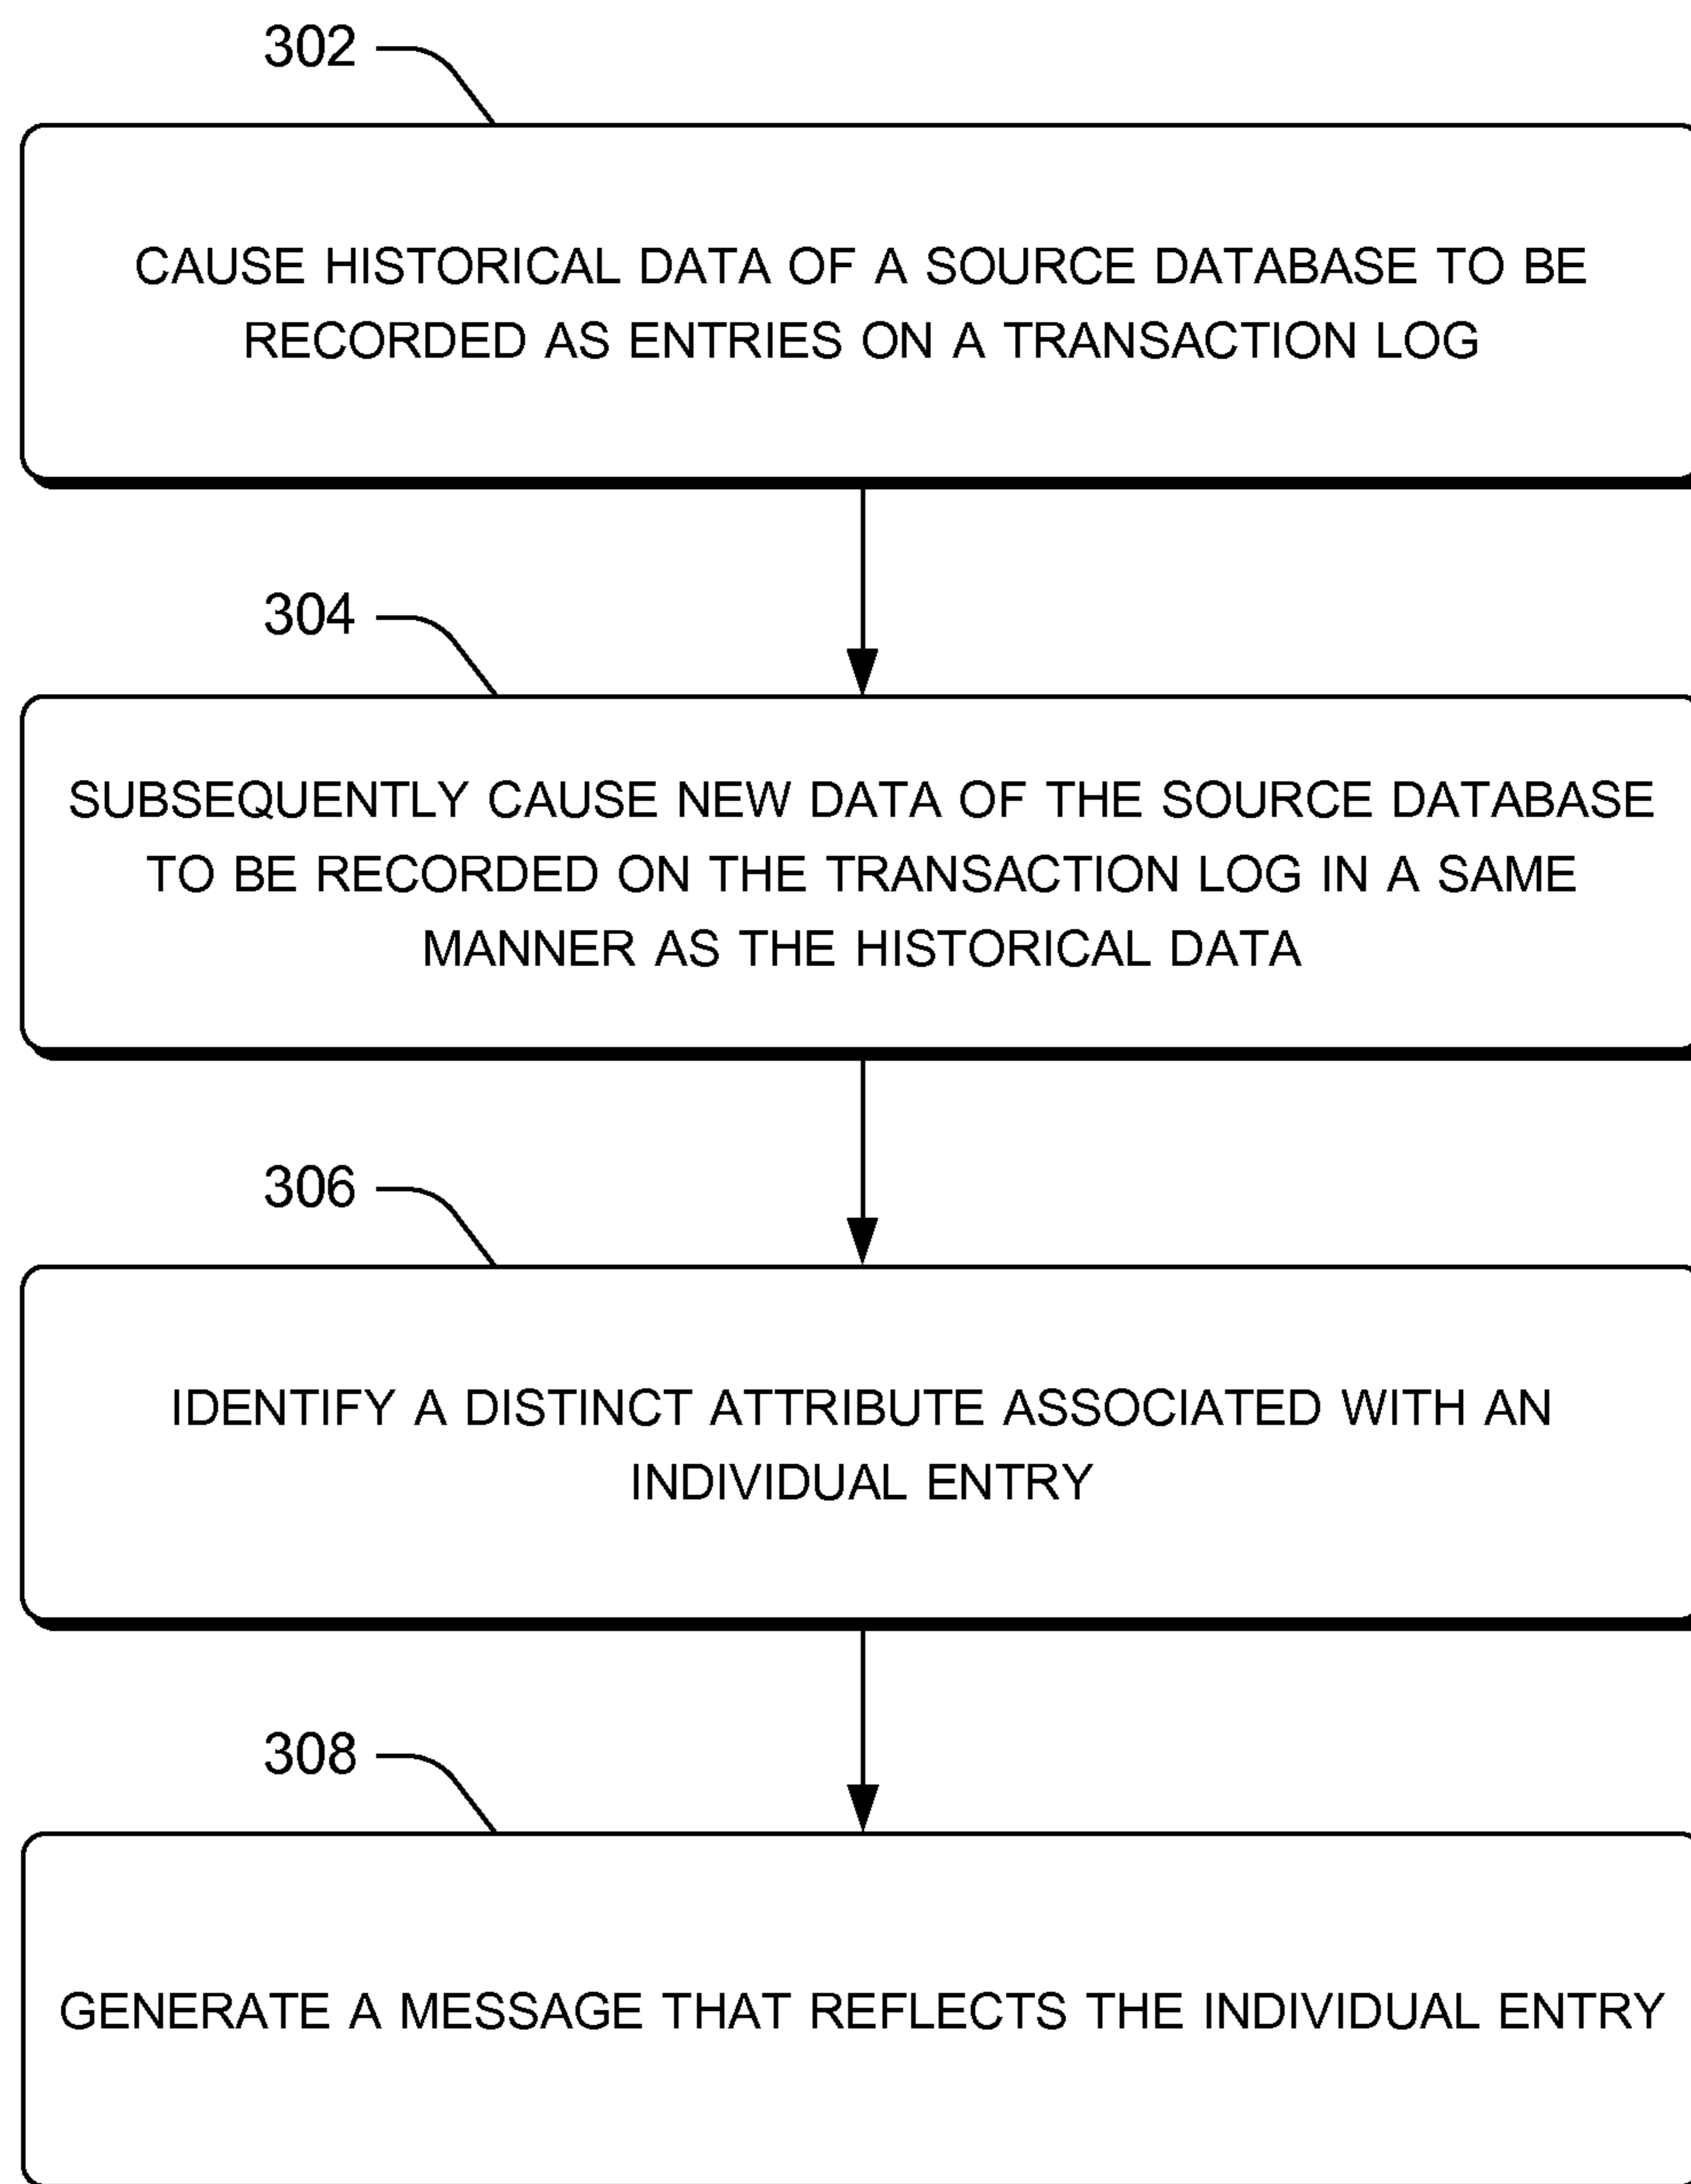 302
CAUSE HISTORICAL DATA OF A SOURCE DATABASE TO BE
RECORDED AS ENTRIES ON A TRANSACTION LOG
304
SUBSEQUENTLY CAUSE NEW DATA OF THE SOURCE DATABASE
TO BE RECORDED ON THE TRANSACTION LOG IN A SAME
MANNER AS THE HISTORICAL DATA
306
IDENTIFY A DISTINCT ATTRIBUTE ASSOCIATED WITH AN
INDIVIDUAL ENTRY
308
GENERATE A MESSAGE THAT REFLECTS THE INDIVIDUAL ENTRY